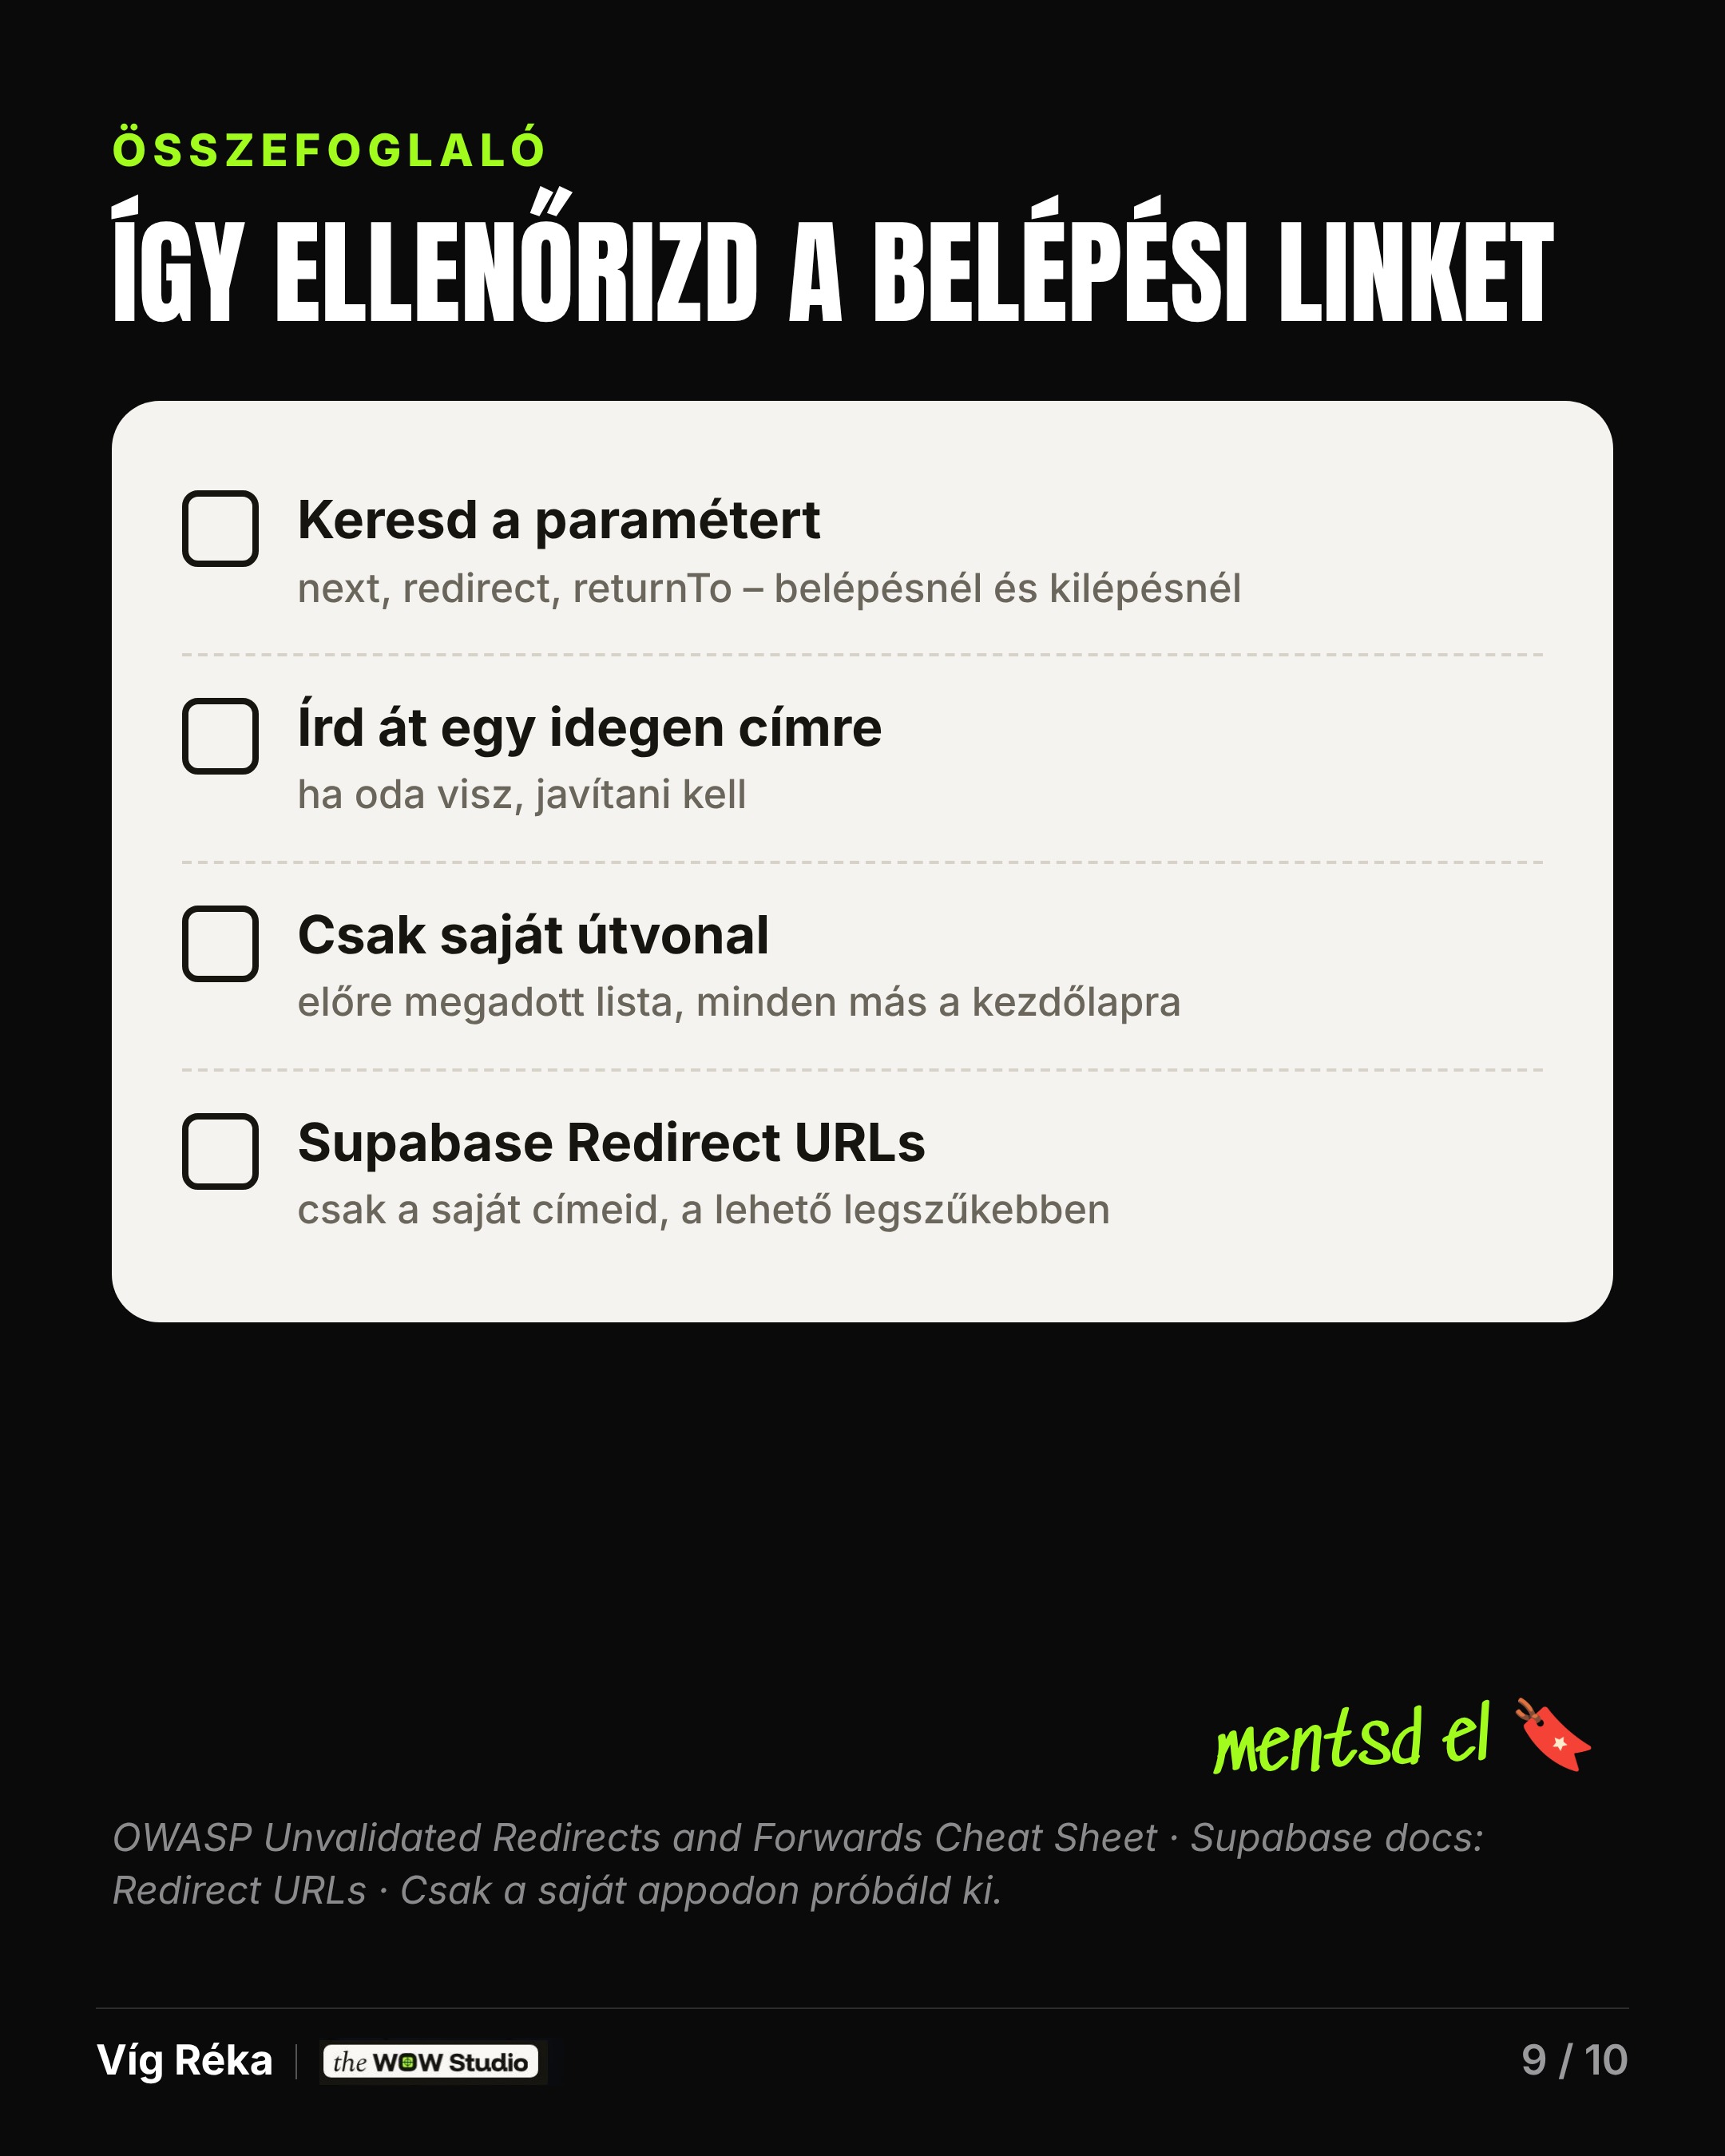 ÖSSZEFOGLALÓ
ÍGY ELLENŐRIZD A BELÉPÉSI LINKET
Keresd a paramétert
next, redirect, returnTo – belépésnél és kilépésnél
Írd át egy idegen címre
ha oda visz, javítani kell
Csak saját útvonal
előre megadott lista, minden más a kezdőlapra
Supabase Redirect URLs
csak a saját címeid, a lehető legszűkebben
mentsd el
OWASP Unvalidated Redirects and Forwards Cheat Sheet · Supabase docs:
Redirect URLs · Csak a saját appodon próbáld ki.
Víg Réka
the WOW Studio
9 / 10